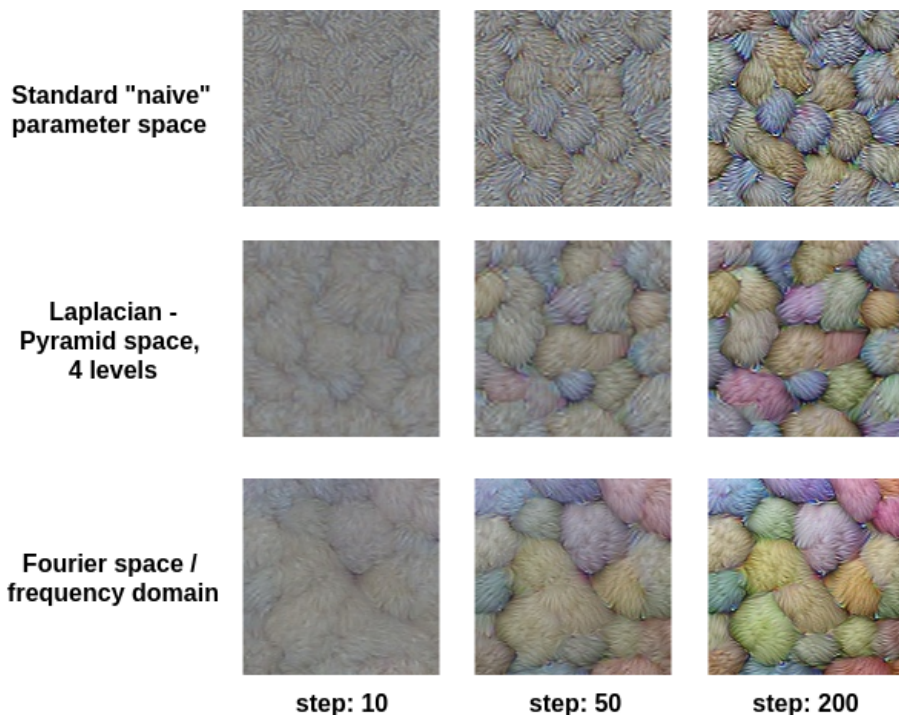 Standard "naive"
parameter space
Laplacian -
Pyramid space,
4 levels
Fourier space /
frequency domain
step: 10
step: 50
step: 200